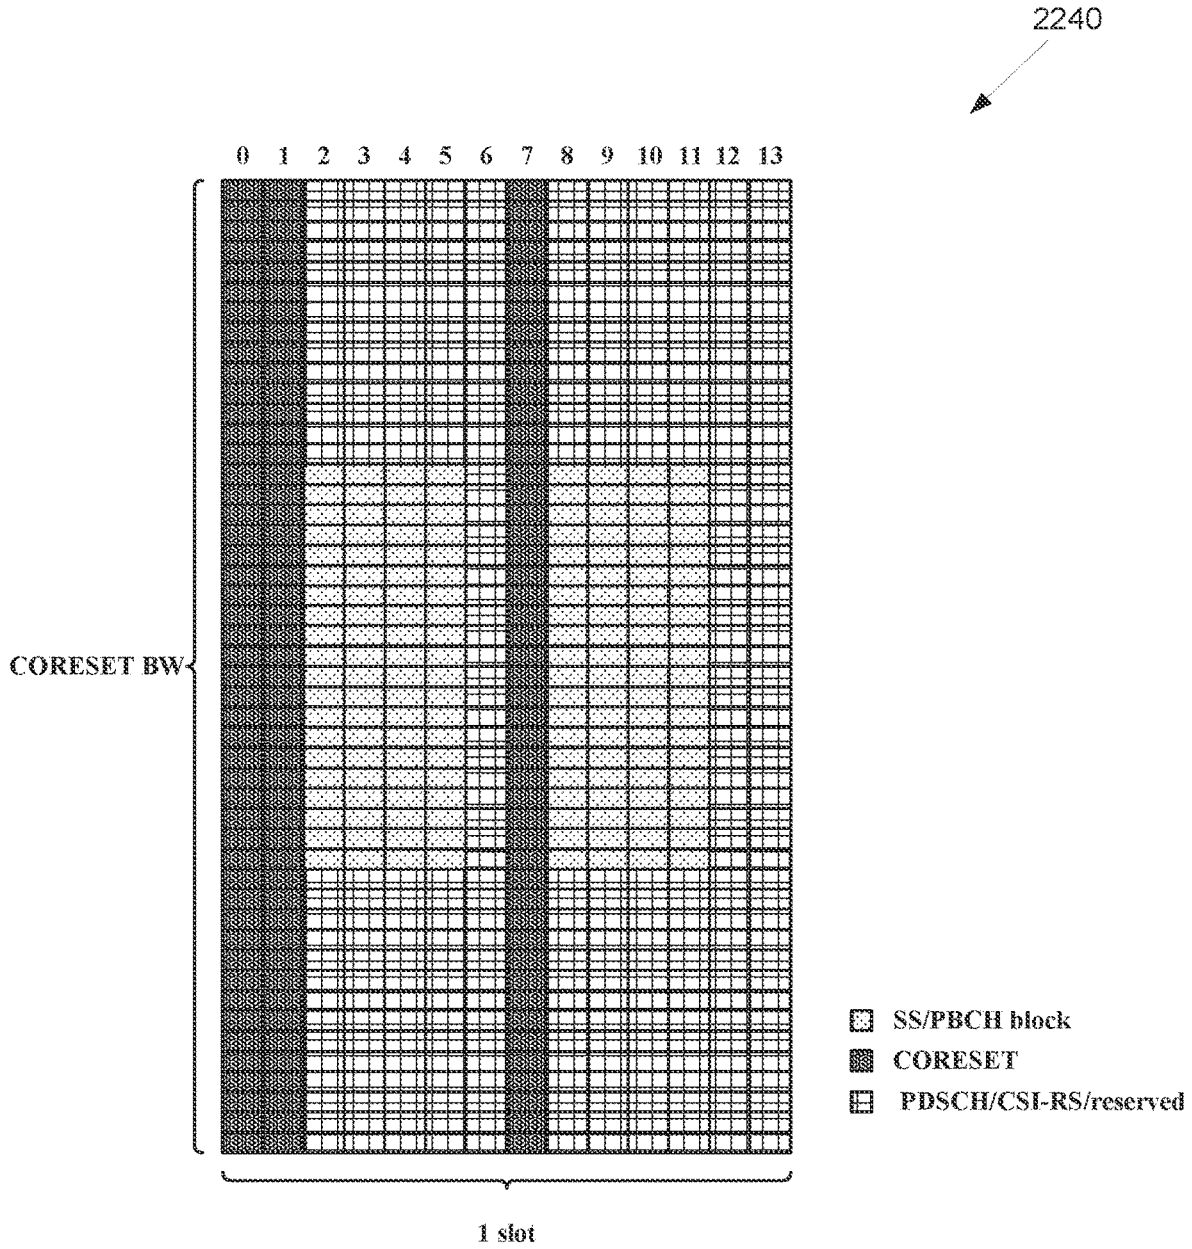 2240
0 1 2 3 4 5 6 7 8 9 10 11 12 13
CORESET BW
SS/PBCH block
CORESET
PDSCH/CSI-RS/reserved
1 slot